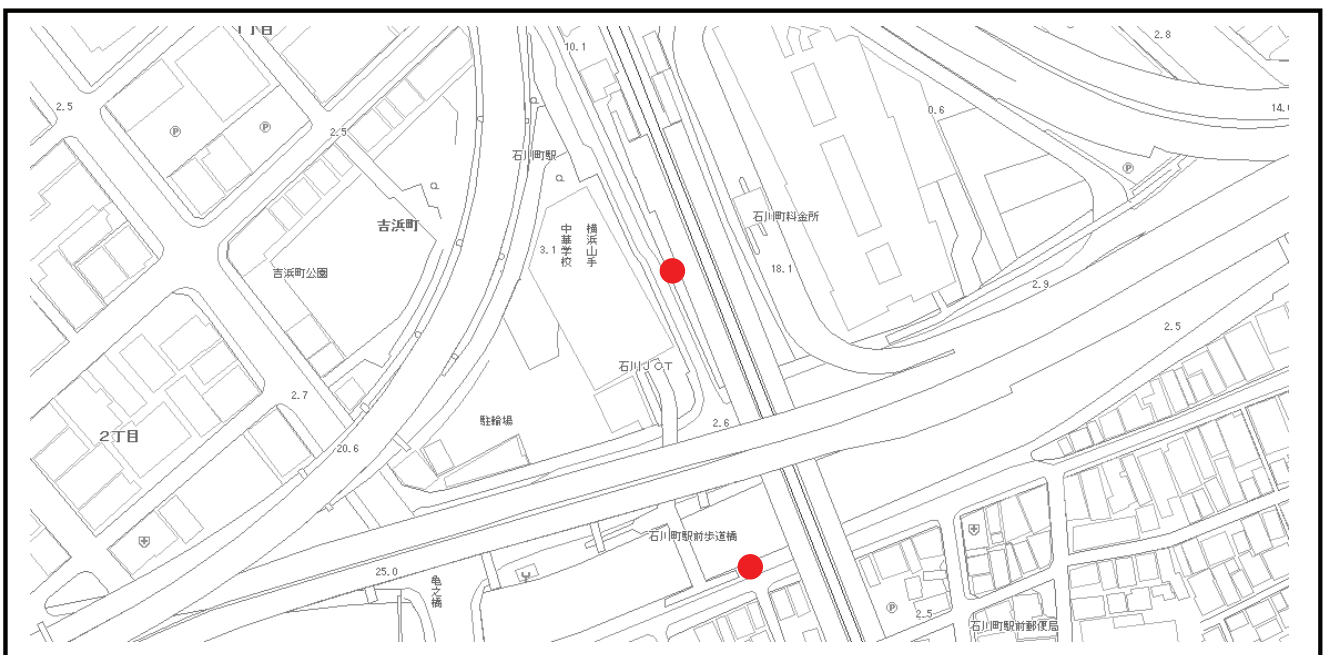 1丁目
10.1
2.8
2.5
14.0
0.6
2.5
石川町駅
石川町料金所
吉浜町
横浜山手
中華学校
3.1
18.1
吉浜町公園
2.9
2.5
石川JCT
2.7
2.6
駐輪場
2丁目
20.6
石川町駅前歩道橋
25.0
亀之橋
2.5
石川町駅前郵便局